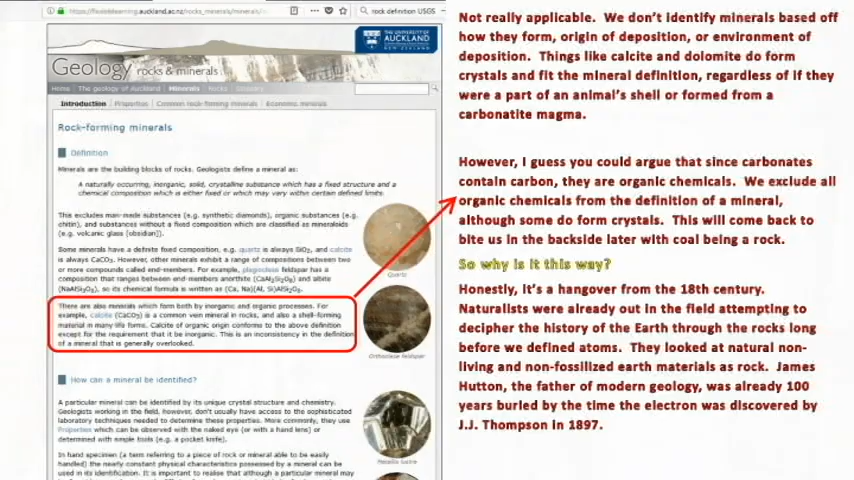 https://flexiblelearning.auckland.ac.nz/rocks_minerals/minerals/
rock definition USGS
THE UNIVERSITY OF
AUCKLAND
NEW ZEALAND
Geology rocks & minerals
Home The geology of Auckland Minerals Rocks Glossary
Introduction Properties Common rock-forming minerals Economic minerals
Rock-forming minerals
Definition
Minerals are the building blocks of rocks. Geologists define a mineral as:
A naturally occurring, inorganic, solid, crystalline substance which has a fixed structure and a
chemical composition which is either fixed or which may vary within certain defined limits.
This excludes man-made substances (e.g. synthetic diamonds), organic substances (e.g.
chitin), and substances without a fixed composition which are classified as mineraloids
(e.g. volcanic glass (obsidian)).
Some minerals have a definite fixed composition, e.g. quartz is always SiO₂, and calcite
is always CaCO₃. However, other minerals exhibit a range of compositions between two
or more compounds called end-members. For example, plagioclase feldspar has a
composition that ranges between end-members anorthite (CaAl₂Si₂O₈) and albite
(NaAlSi₃O₈), so its chemical formula is written as (Ca, Na)(Al, Si)AlSi₂O₈.
There are also minerals which form both by inorganic and organic processes. For
example, calcite (CaCO₃) is a common vein mineral in rocks, and also a shell-forming
material in many life forms. Calcite of organic origin conforms to the above definition
except for the requirement that it be inorganic. This is an inconsistency in the definition
of a mineral that is generally overlooked.
Quartz
Orthoclase feldspar
How can a mineral be identified?
A particular mineral can be identified by its unique crystal structure and chemistry.
Geologists working in the field, however, don't usually have access to the sophisticated
laboratory techniques needed to determine these properties. More commonly, they use
Properties which can be observed with the naked eye (or with a hand lens) or
determined with simple tools (e.g. a pocket knife).
Metallic lustre
In hand specimen (a term referring to a piece of rock or mineral able to be easily
handled) the nearly constant physical characteristics possessed by a mineral can be
used in its identification. It is important to realise that although a particular mineral may
Not really applicable. We don't identify minerals based off
how they form, origin of deposition, or environment of
deposition. Things like calcite and dolomite do form
crystals and fit the mineral definition, regardless of if they
were a part of an animal's shell or formed from a
carbonatite magma.
However, I guess you could argue that since carbonates
contain carbon, they are organic chemicals. We exclude all
organic chemicals from the definition of a mineral,
although some do form crystals. This will come back to
bite us in the backside later with coal being a rock.
So why is it this way?
Honestly, it's a hangover from the 18th century.
Naturalists were already out in the field attempting to
decipher the history of the Earth through the rocks long
before we defined atoms. They looked at natural non-
living and non-fossilized earth materials as rock. James
Hutton, the father of modern geology, was already 100
years buried by the time the electron was discovered by
J.J. Thompson in 1897.